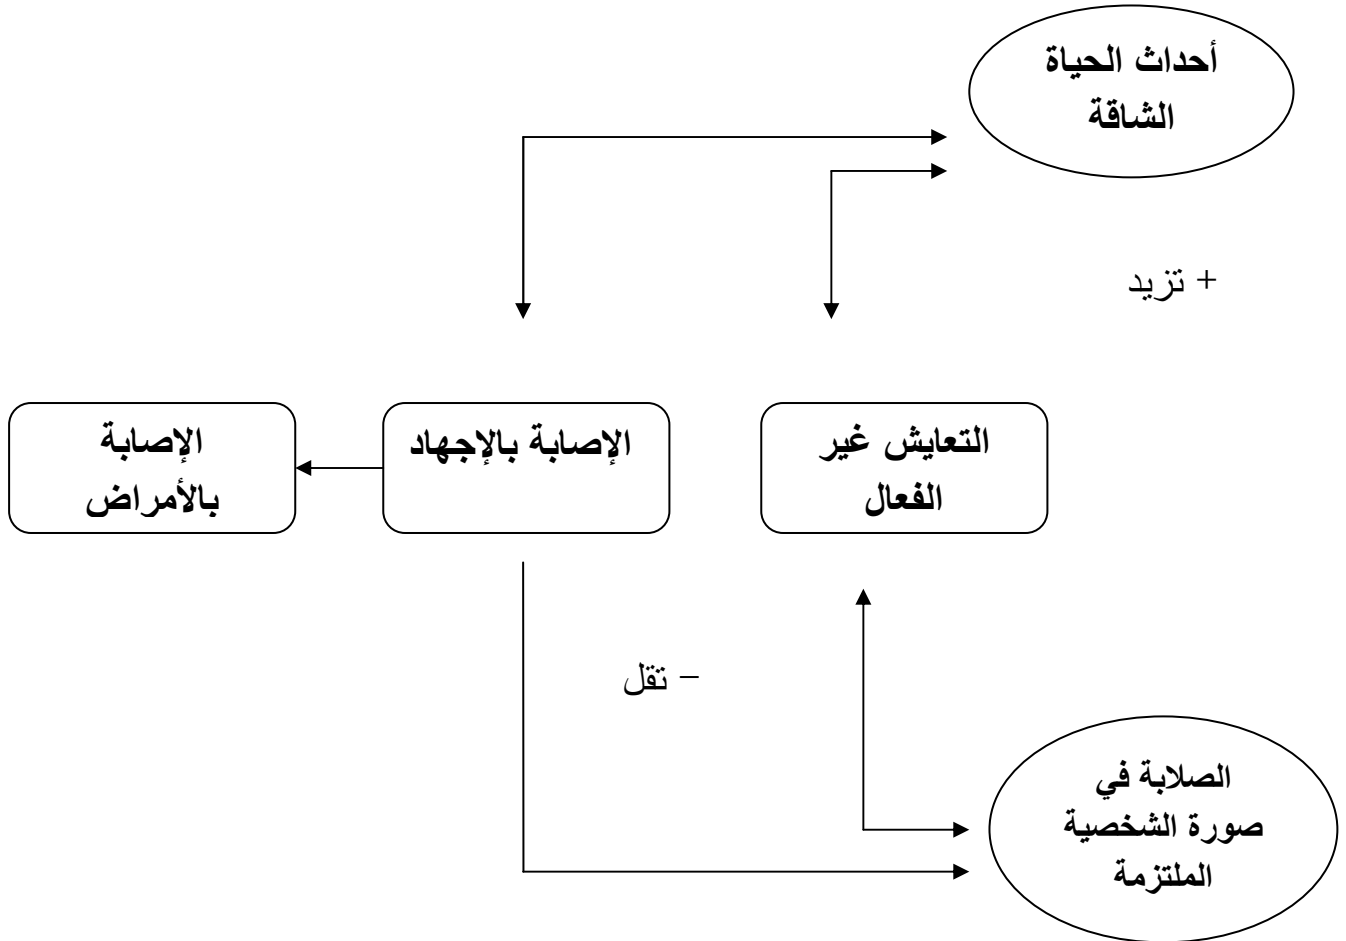 أحداث الحياة
الشاقة
+ تزيد
التعايش غير
الفعال
الإصابة بالإجهاد
الإصابة
بالأمراض
– تقل
الصلابة في
صورة الشخصية
الملتزمة